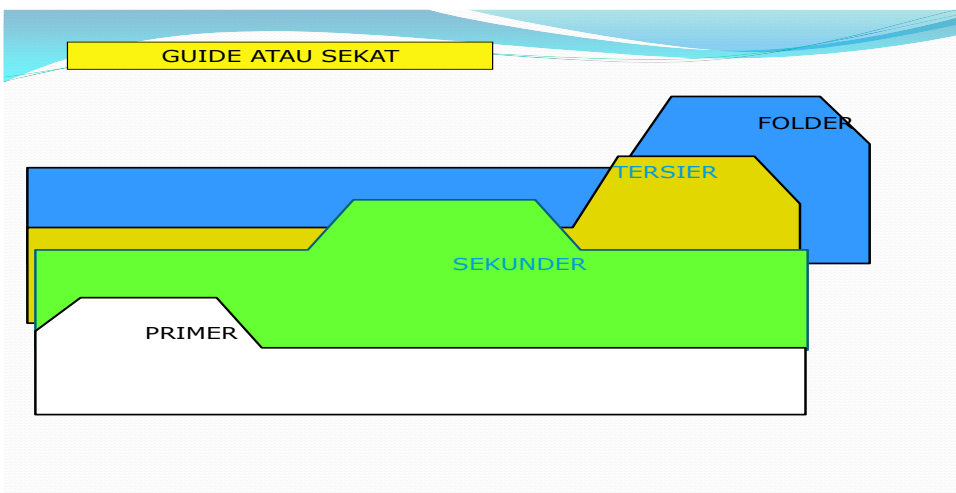 GUIDE ATAU SEKAT
FOLDER
TERSIER
SEKUNDER
PRIMER